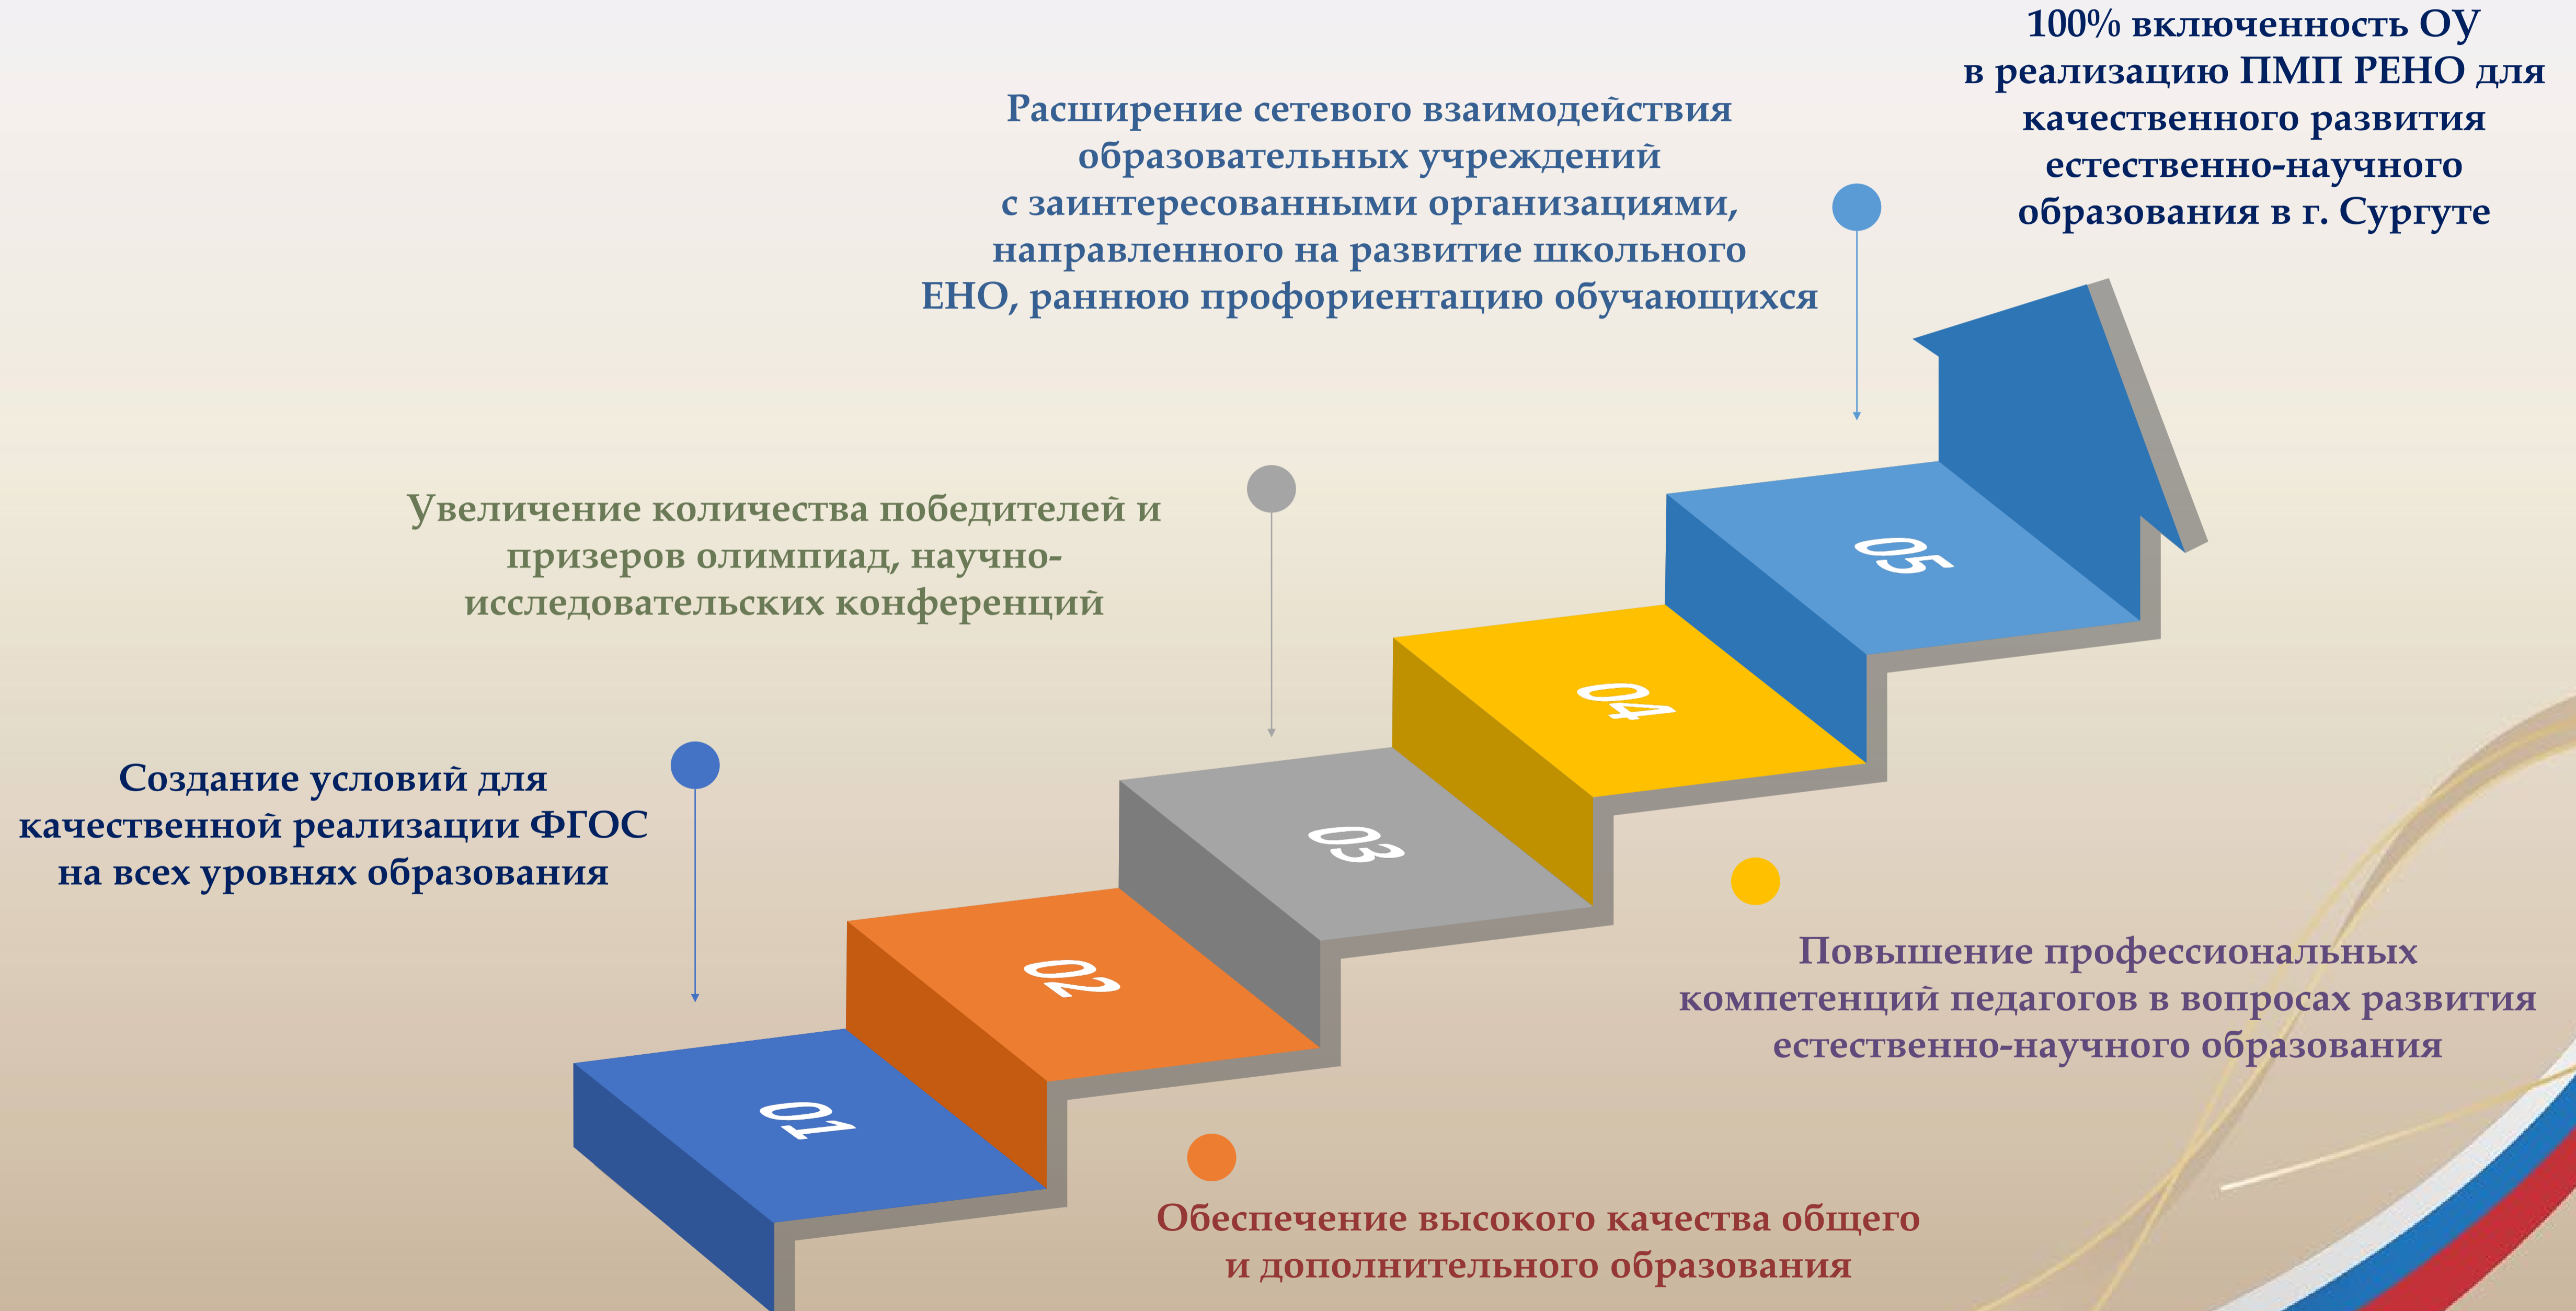 100% включенность ОУ
в реализацию ПМП РЕНО для
качественного развития
естественно-научного
образования в г. Сургуте
Расширение сетевого взаимодействия
образовательных учреждений
с заинтересованными организациями,
направленного на развитие школьного
ЕНО, раннюю профориентацию обучающихся
05
Увеличение количества победителей и
призеров олимпиад, научно-
исследовательских конференций
04
Создание условий для
качественной реализации ФГОС
на всех уровнях образования
03
Повышение профессиональных
компетенций педагогов в вопросах развития
естественно-научного образования
02
01
Обеспечение высокого качества общего
и дополнительного образования